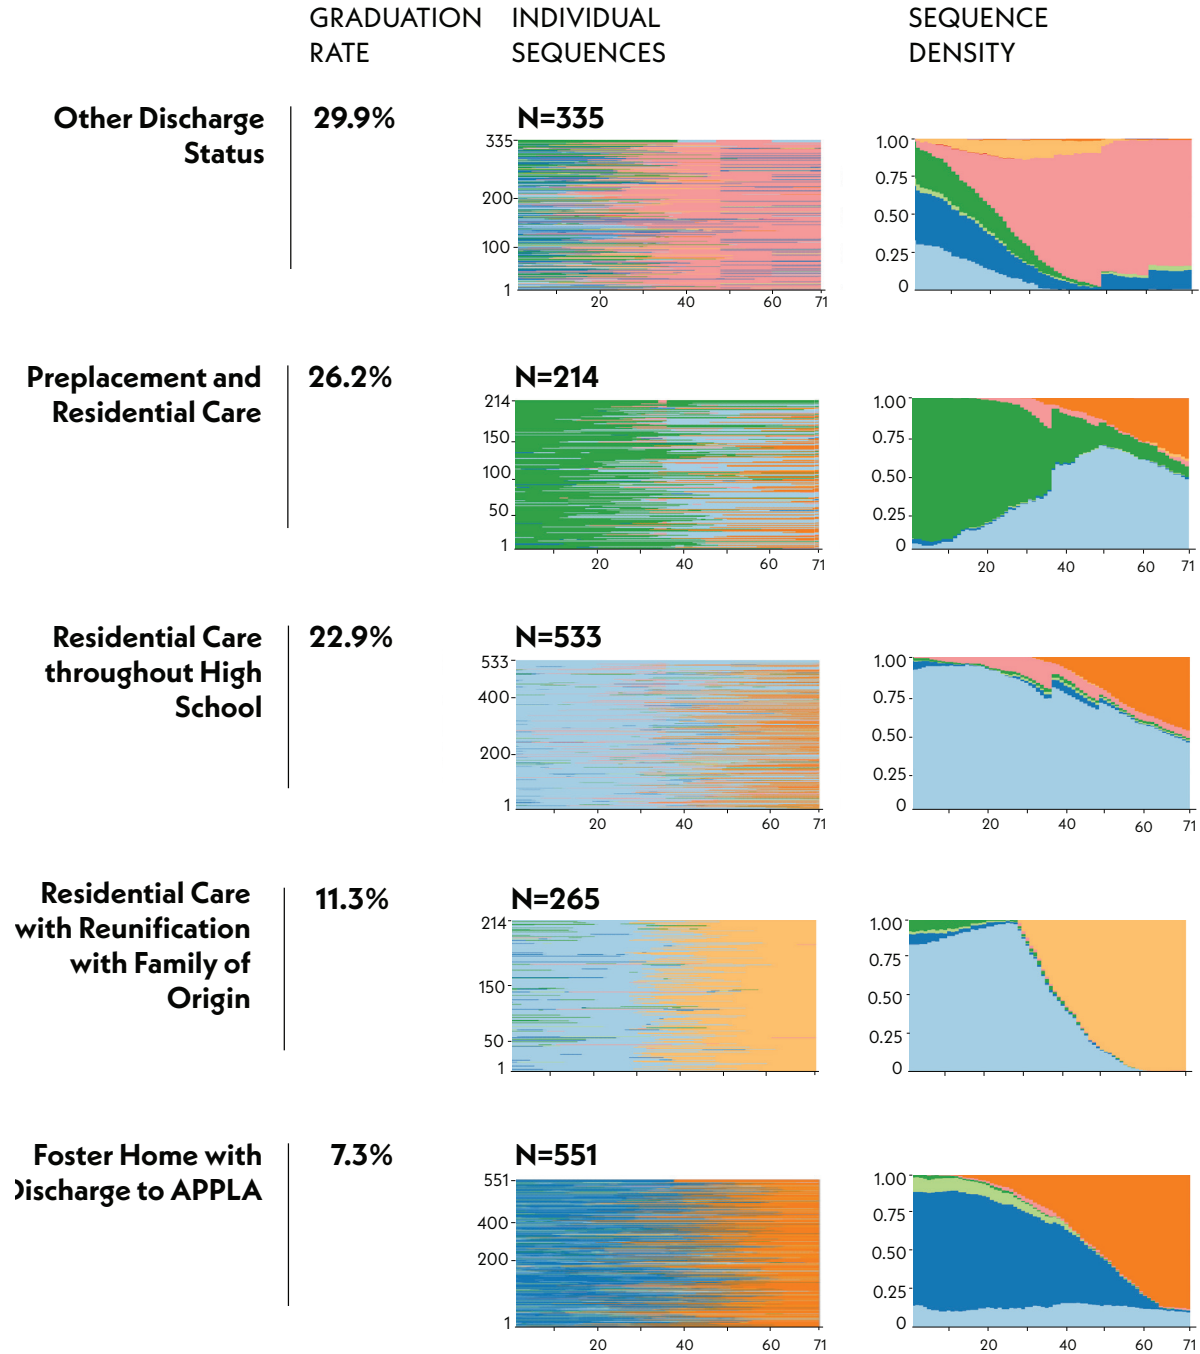 GRADUATION RATE
INDIVIDUAL SEQUENCES
SEQUENCE DENSITY
Other Discharge
Status
29.9%
N=335
335
200
100
1
20 40 60 71
1.00
0.75
0.50
0.25
0
Preplacement and
Residential Care
26.2%
N=214
214
150
100
50
1
20 40 60 71
1.00
0.75
0.50
0.25
0
20 40 60 71
Residential Care
throughout High
School
22.9%
N=533
533
400
200
1
20 40 60 71
1.00
0.75
0.50
0.25
0
20 40 60 71
Residential Care
with Reunification
with Family of
Origin
11.3%
N=265
214
150
50
1
1.00
0.75
0.50
0.25
0
Foster Home with
Discharge to APPLA
7.3%
N=551
551
400
200
1
20 40 60 71
1.00
0.75
0.50
0.25
0
20 40 60 71